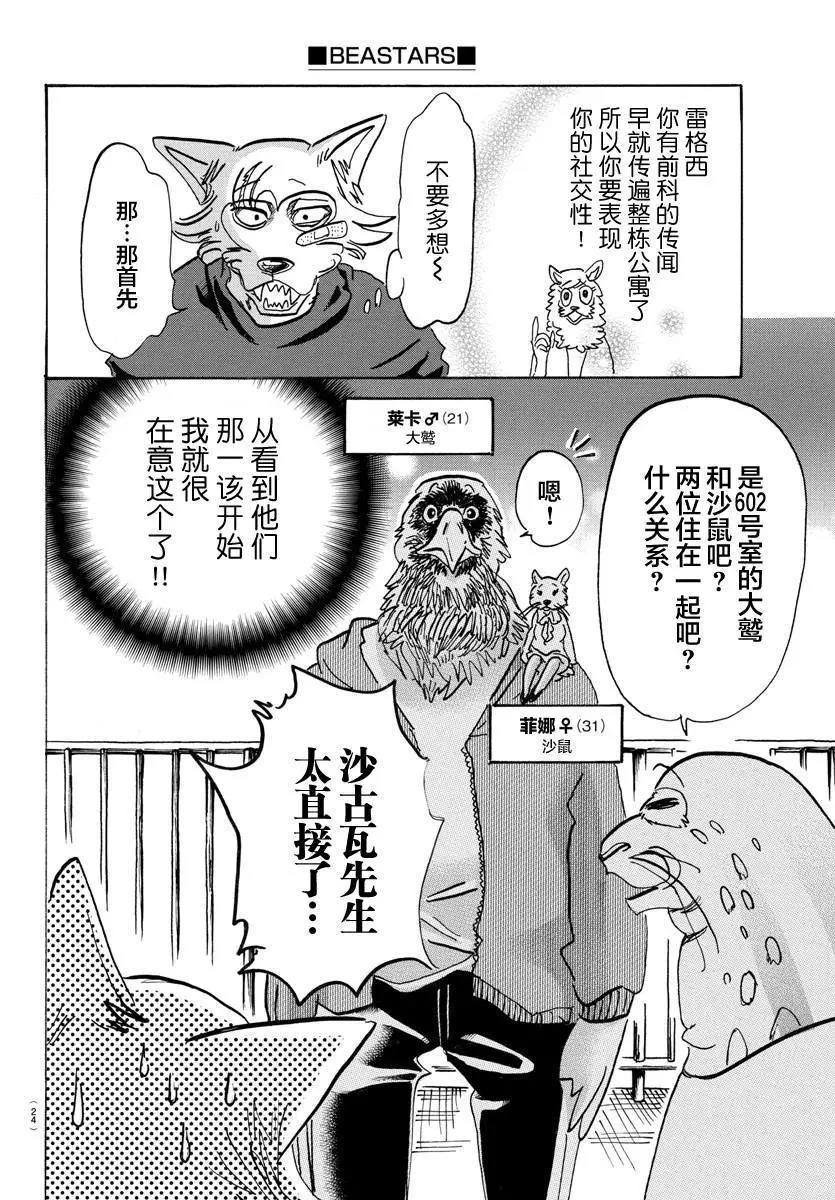 ■BEASTARS■
雷格西
你有前科的传闻
早就传遍整栋公寓了
所以你要表现
你的社交性！
不要多想～
那…那首先
是602号室的大鹫
和沙鼠吧？
两位住在一起吧？
什么关系？
嗯！
莱卡♂(21)
大鹫
从看到他们
那一该开始
我就很
在意这个了!!
菲娜♀(31)
沙鼠
沙古瓦先生
太直接了…
(24)